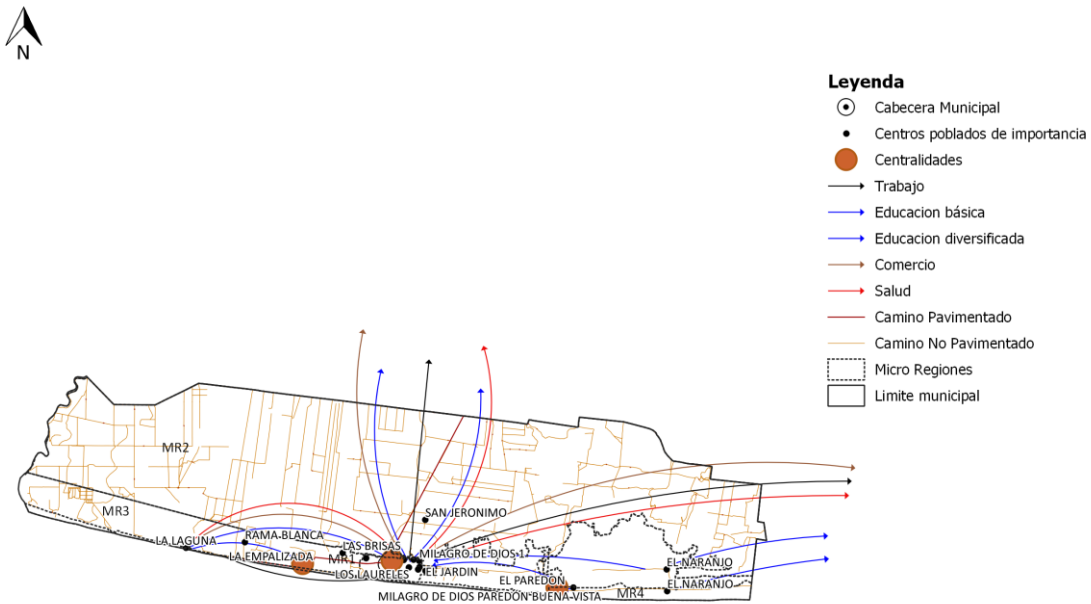 N
Leyenda
Cabecera Municipal
Centros poblados de importancia
Centralidades
Trabajo
Educacion básica
Educacion diversificada
Comercio
Salud
Camino Pavimentado
Camino No Pavimentado
Micro Regiones
Limite municipal
MR2
MR3
SAN JERONIMO
LA LAGUNA
RAMA BLANCA
LAS BRISAS
LA EMPALIZADA
MR1
MILAGRO DE DIOS
LOS LAURELES
EL JARDIN
EL PAREDON
EL NARANJO
EL NARANJO
MILAGRO DE DIOS PAREDON BUENA VISTA
MR4